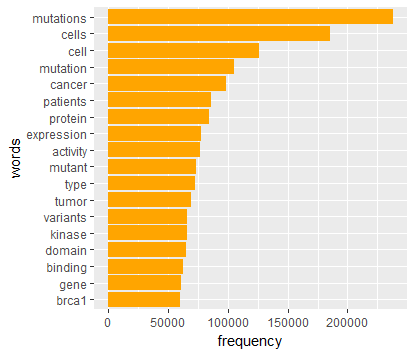 words
mutations
cells
cell
mutation
cancer
patients
protein
expression
activity
mutant
type
tumor
variants
kinase
domain
binding
gene
brca1
0 50000 100000 150000 200000
frequency